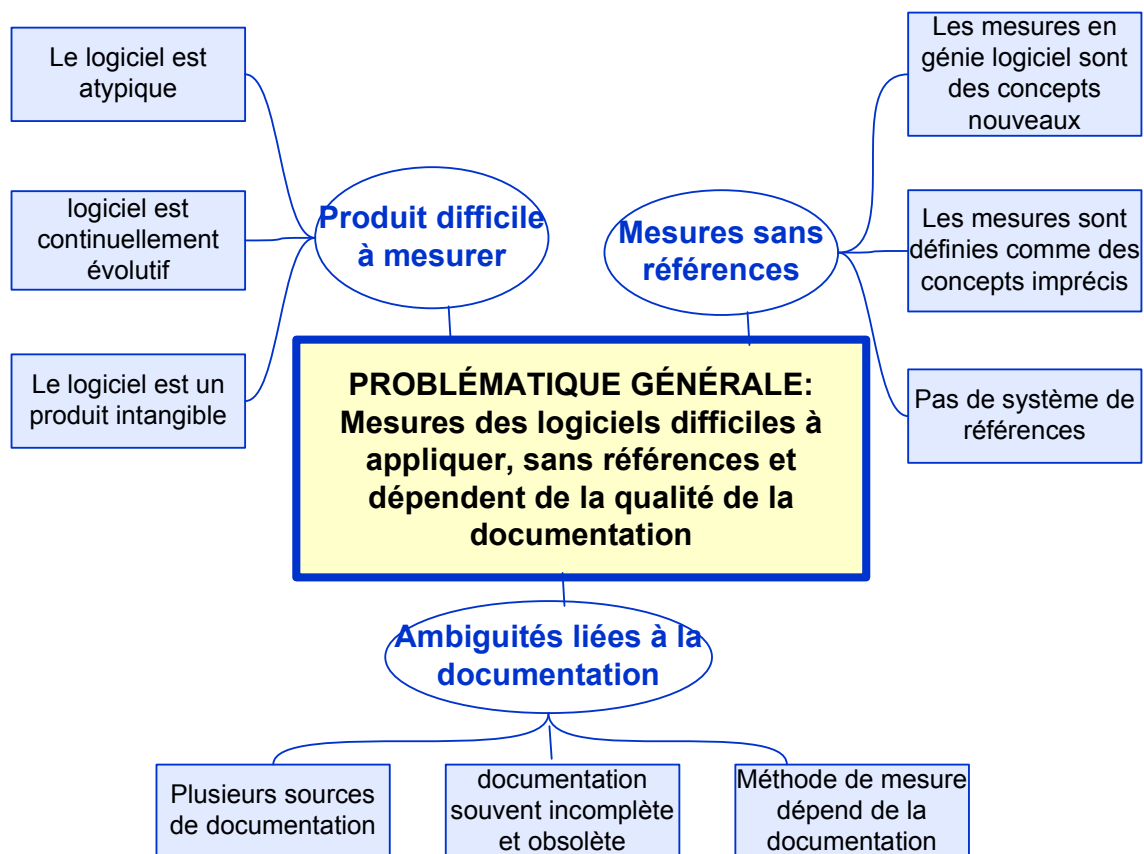 Le logiciel est
atypique
logiciel est
continuellement
évolutif
Le logiciel est un
produit intangible
Produit difficile
à mesurer
Mesures sans
références
Les mesures en
génie logiciel sont
des concepts
nouveaux
Les mesures sont
définies comme des
concepts imprécis
Pas de système de
références
PROBLÉMATIQUE GÉNÉRALE:
Mesures des logiciels difficiles à
appliquer, sans références et
dépendent de la qualité de la
documentation
Ambiguités liées à la
documentation
Plusieurs sources
de documentation
documentation
souvent incomplète
et obsolète
Méthode de mesure
dépend de la
documentation